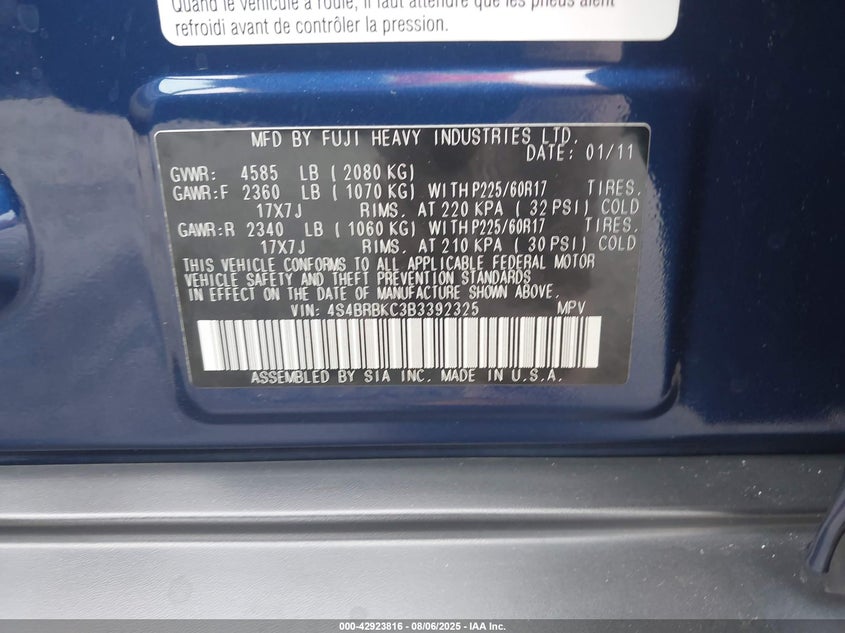 Quand le véhicule a roulé, il faut attendre que les pneus aient
refroidi avant de contrôler la pression.
MFD BY FUJI HEAVY INDUSTRIES LTD.
DATE: 01/11
GVWR: 4585 LB (2080 KG)
GAWR:F 2360 LB (1070 KG) WITH P225/60R17 TIRES.
17X7J RIMS. AT 220 KPA (32 PSI) COLD
GAWR:R 2340 LB (1060 KG) WITH P225/60R17 TIRES.
17X7J RIMS. AT 210 KPA (30 PSI) COLD
THIS VEHICLE CONFORMS TO ALL APPLICABLE FEDERAL MOTOR
VEHICLE SAFETY AND THEFT PREVENTION STANDARDS
IN EFFECT ON THE DATE OF MANUFACTURE SHOWN ABOVE.
VIN: 4S4BRBKC3B3392325 MPV
ASSEMBLED BY SIA INC. MADE IN U.S.A.
000-42923816 - 08/06/2025 - IAA Inc.